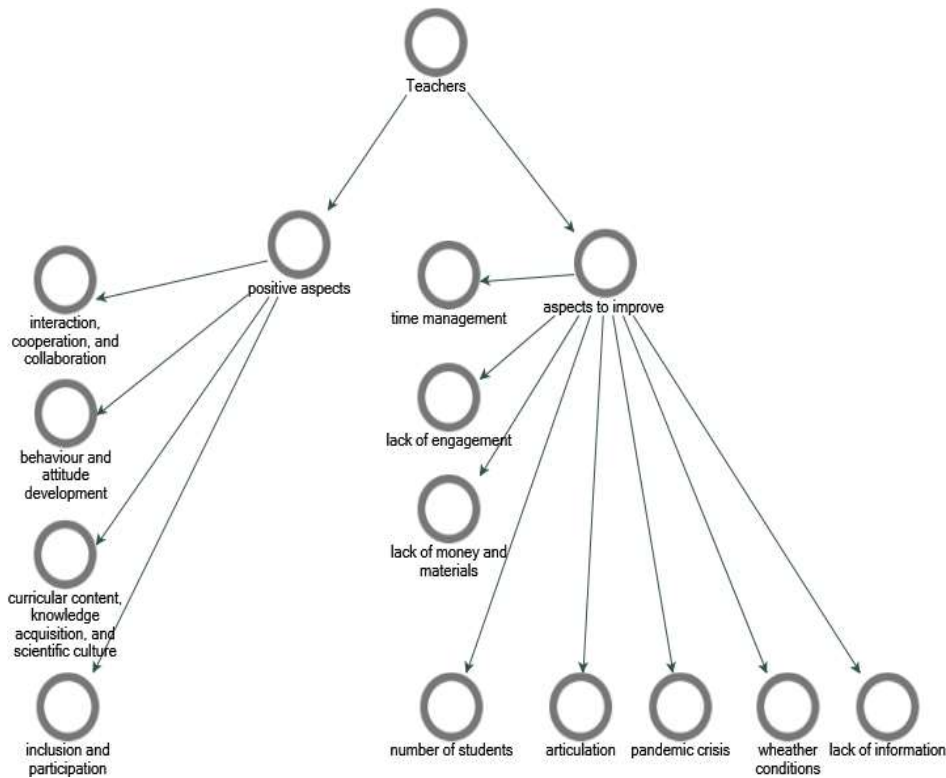 Teachers
positive aspects
aspects to improve
interaction,
cooperation, and
collaboration
behaviour and
attitude
development
curricular content,
knowledge
acquisition, and
scientific culture
inclusion and
participation
time management
lack of engagement
lack of money and
materials
number of students
articulation
pandemic crisis
wheather
conditions
lack of information